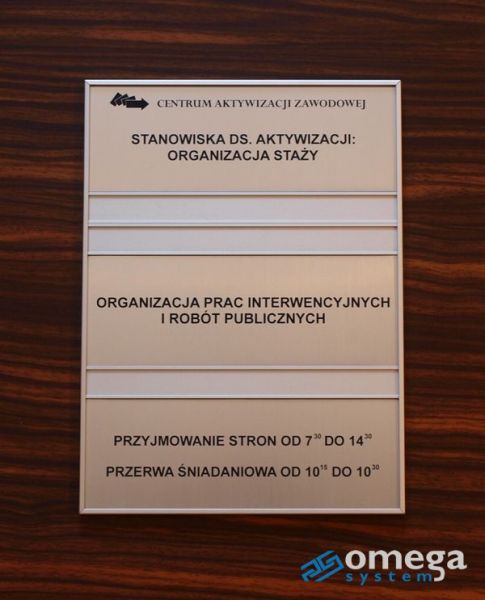 CENTRUM AKTYWIZACJI ZAWODOWEJ
STANOWISKA DS. AKTYWIZACJI:
ORGANIZACJA STAŻY
ORGANIZACJA PRAC INTERWENCYJNYCH
I ROBÓT PUBLICZNYCH
PRZYJMOWANIE STRON OD 7³⁰ DO 14³⁰
PRZERWA ŚNIADANIOWA OD 10¹⁵ DO 10³⁰
omega
system